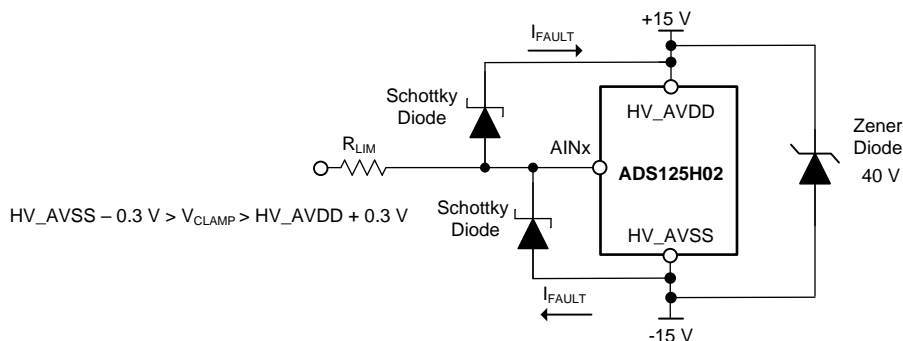 +15 V
I_FAULT
Schottky
Diode
HV_AVDD
Zener
Diode
40 V
R_LIM
AINx
ADS125H02
HV_AVSS – 0.3 V > V_CLAMP > HV_AVDD + 0.3 V
Schottky
Diode
HV_AVSS
I_FAULT
-15 V